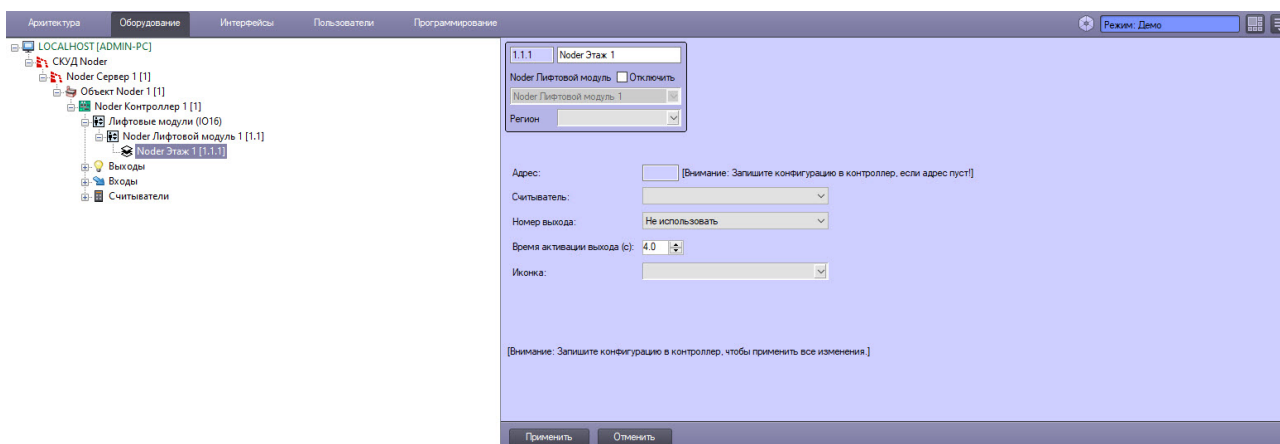 Архитектура Оборудование Интерфейсы Пользователи Программирование Режим: Демо
LOCALHOST [ADMIN-PC]
СКУД Noder
Noder Сервер 1 [1]
Объект Noder 1 [1]
Noder Контроллер 1 [1]
Лифтовые модули (IO16)
Noder Лифтовой модуль 1 [1.1]
Noder Этаж 1 [1.1.1]
Выходы
Входы
Считыватели
1.1.1 Noder Этаж 1
Noder Лифтовой модуль Отключить
Noder Лифтовой модуль 1
Регион
Адрес: [Внимание: Запишите конфигурацию в контроллер, если адрес пуст!]
Считыватель:
Номер выхода: Не использовать
Время активации выхода (с): 4.0
Иконка:
[Внимание: Запишите конфигурацию в контроллер, чтобы применить все изменения.]
Применить Отменить